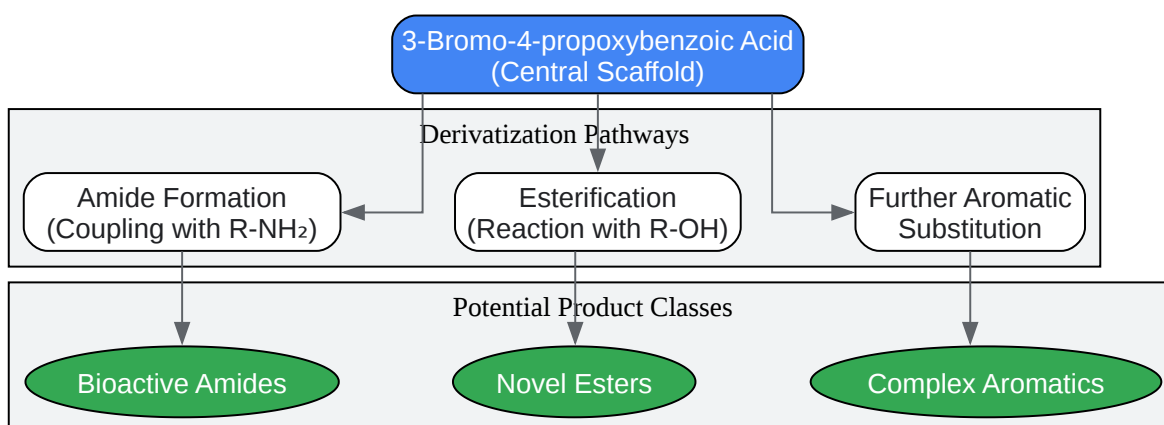 3-Bromo-4-propoxybenzoic Acid
(Central Scaffold)
Derivatization Pathways
Amide Formation
(Coupling with R-NH₂)
Esterification
(Reaction with R-OH)
Further Aromatic
Substitution
Potential Product Classes
Bioactive Amides
Novel Esters
Complex Aromatics